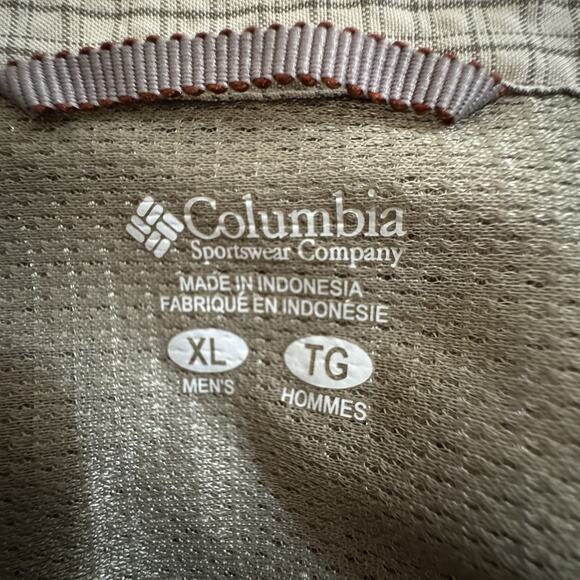 Columbia
Sportswear Company
MADE IN INDONESIA
FABRIQUÉ EN INDONÉSIE
XL TG
MEN'S HOMMES